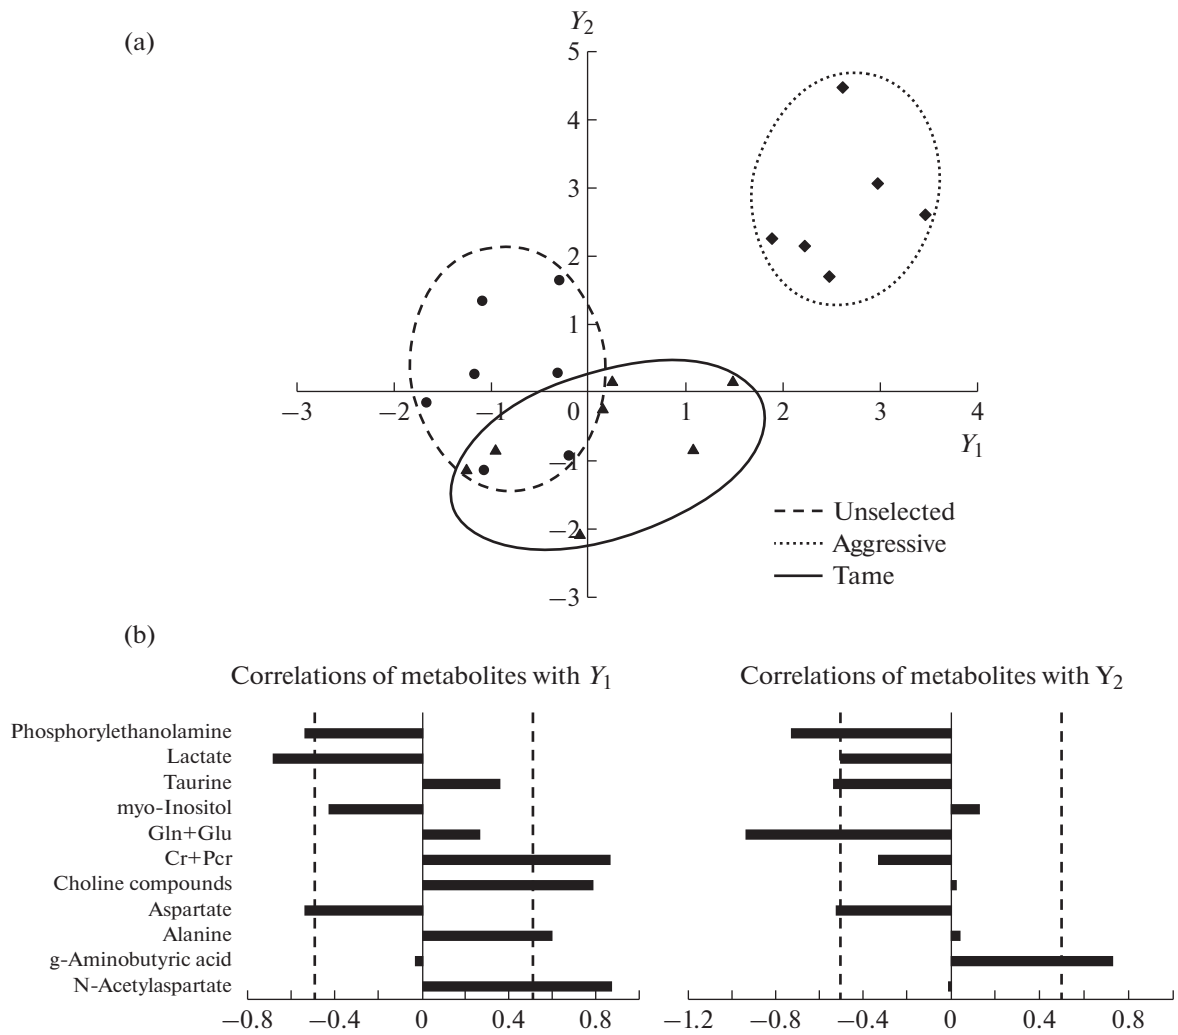 (a)
Y2
5
4
3
2
1
−3 −2 −1 0 1 2 3 4
Y1
−1
−2
−3
Unselected
Aggressive
Tame
(b)
Correlations of metabolites with Y1
Correlations of metabolites with Y2
Phosphorylethanolamine
Lactate
Taurine
myo-Inositol
Gln+Glu
Cr+Pcr
Choline compounds
Aspartate
Alanine
g-Aminobutyric acid
N-Acetylaspartate
−0.8 −0.4 0 0.4 0.8
−1.2 −0.8 −0.4 0 0.4 0.8